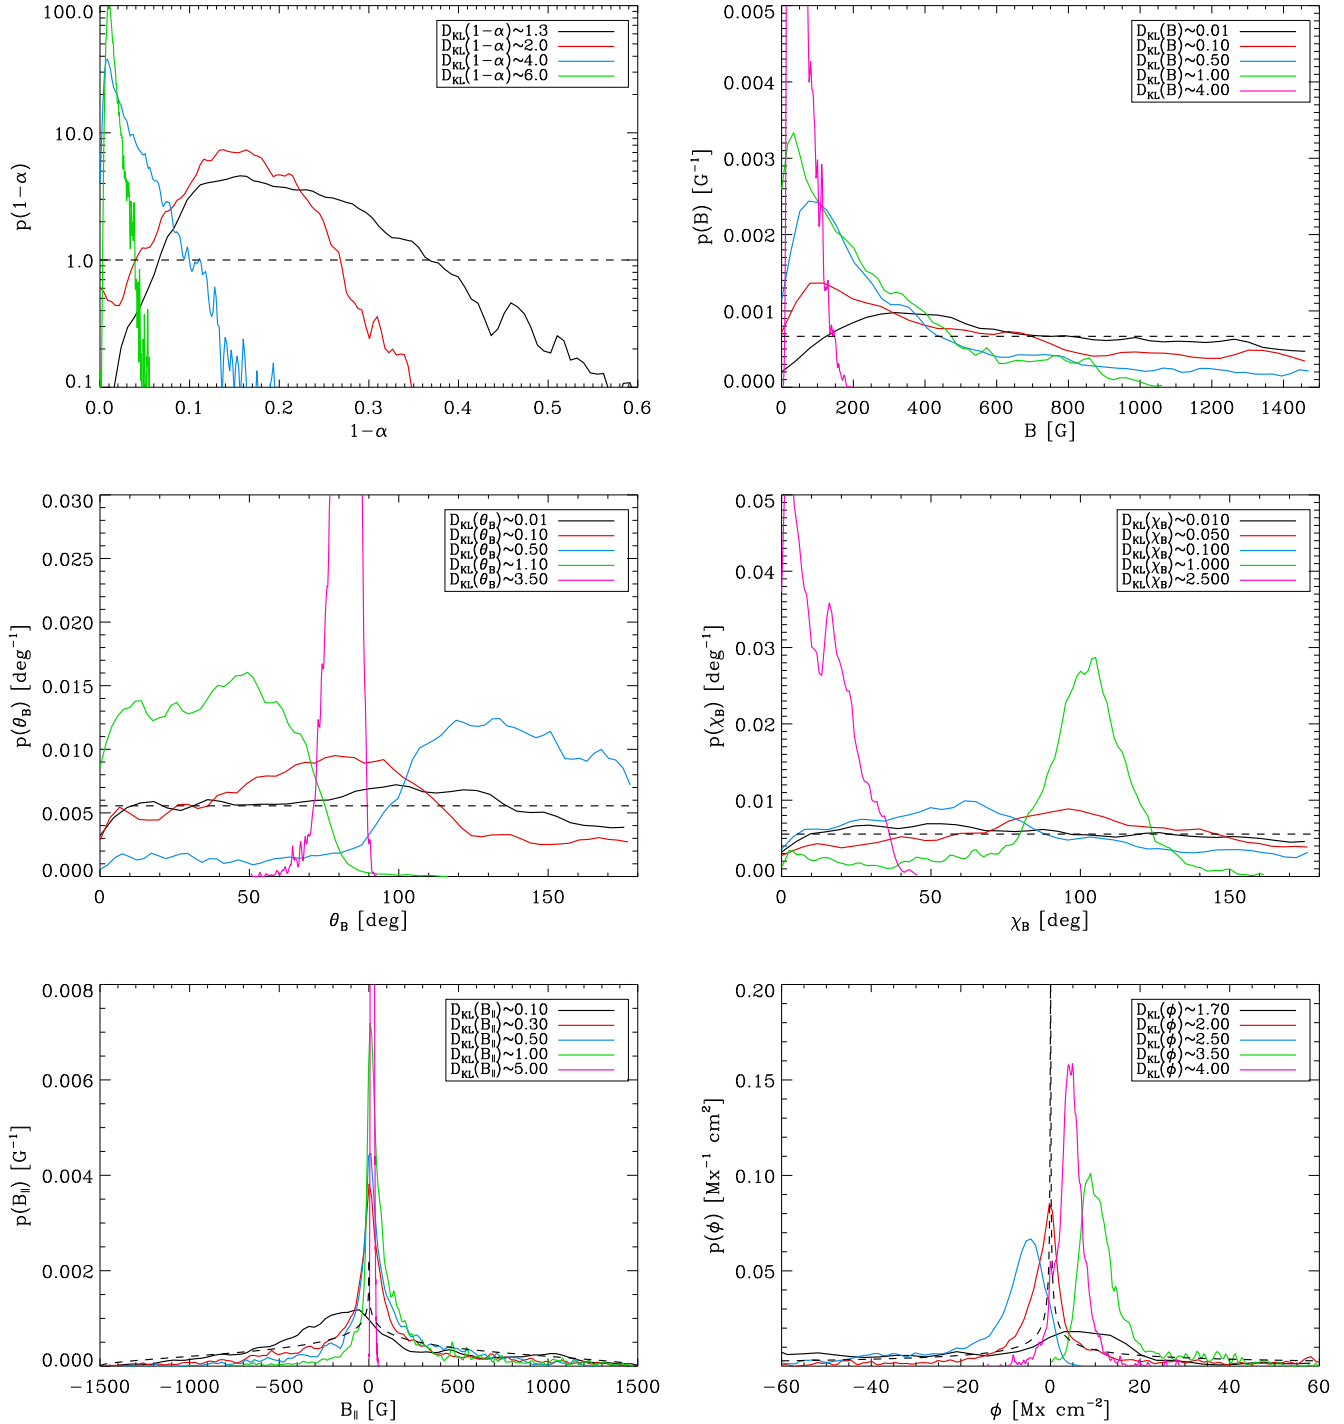 100.0
10.0
1.0
0.1
p(1−α)
0.0 0.1 0.2 0.3 0.4 0.5 0.6
1−α
D_KL(1−α)~1.3
D_KL(1−α)~2.0
D_KL(1−α)~4.0
D_KL(1−α)~6.0
0.005
0.004
0.003
0.002
0.001
0.000
p(B) [G⁻¹]
0 200 400 600 800 1000 1200 1400
B [G]
D_KL(B)~0.01
D_KL(B)~0.10
D_KL(B)~0.50
D_KL(B)~1.00
D_KL(B)~4.00
0.030
0.025
0.020
0.015
0.010
0.005
0.000
p(θ_B) [deg⁻¹]
0 50 100 150
θ_B [deg]
D_KL(θ_B)~0.01
D_KL(θ_B)~0.10
D_KL(θ_B)~0.50
D_KL(θ_B)~1.10
D_KL(θ_B)~3.50
0.05
0.04
0.03
0.02
0.01
0.00
p(χ_B) [deg⁻¹]
0 50 100 150
χ_B [deg]
D_KL(χ_B)~0.010
D_KL(χ_B)~0.050
D_KL(χ_B)~0.100
D_KL(χ_B)~1.000
D_KL(χ_B)~2.500
0.008
0.006
0.004
0.002
0.000
p(B_∥) [G⁻¹]
−1500 −1000 −500 0 500 1000 1500
B_∥ [G]
D_KL(B_∥)~0.10
D_KL(B_∥)~0.30
D_KL(B_∥)~0.50
D_KL(B_∥)~1.00
D_KL(B_∥)~5.00
0.20
0.15
0.10
0.05
p(ϕ) [Mx⁻¹ cm²]
−60 −40 −20 0 20 40 60
ϕ [Mx cm⁻²]
D_KL(ϕ)~1.70
D_KL(ϕ)~2.00
D_KL(ϕ)~2.50
D_KL(ϕ)~3.50
D_KL(ϕ)~4.00